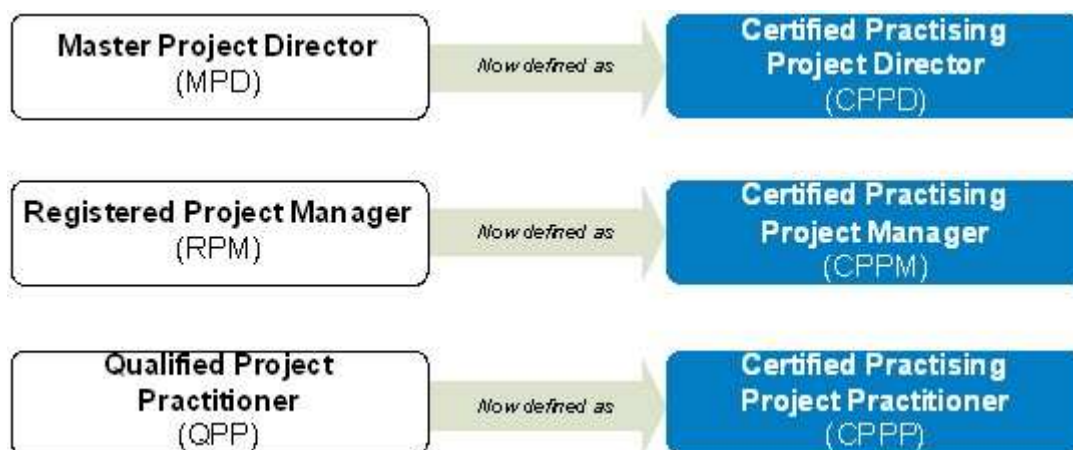 Master Project Director
(MPD)
Now defined as
Certified Practising
Project Director
(CPPD)
Registered Project Manager
(RPM)
Now defined as
Certified Practising
Project Manager
(CPPM)
Qualified Project
Practitioner
(QPP)
Now defined as
Certified Practising
Project Practitioner
(CPPP)